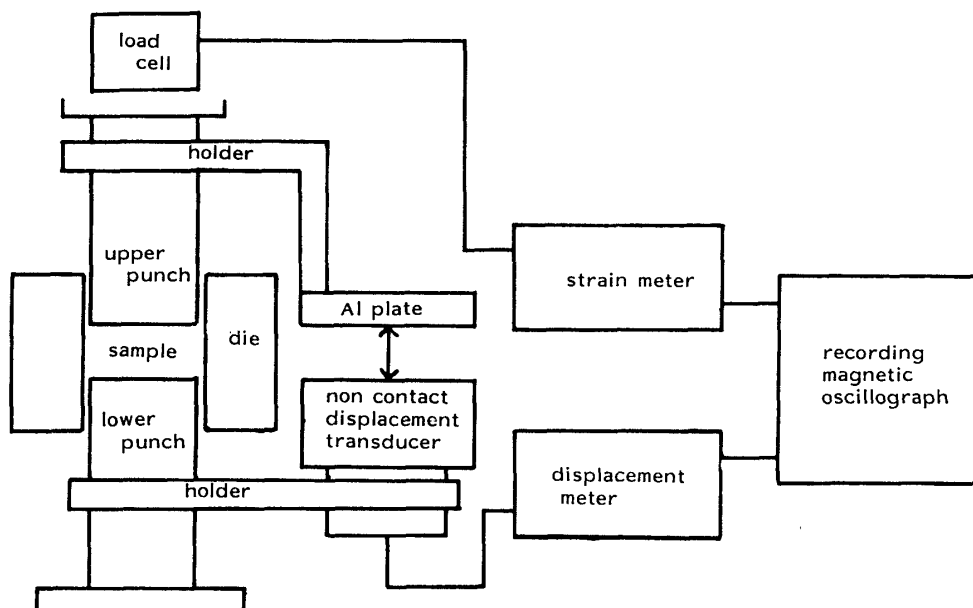 load
cell
holder
upper
punch
strain meter
Al plate
sample
die
recording
magnetic
oscillograph
non contact
displacement
transducer
lower
punch
displacement
meter
holder